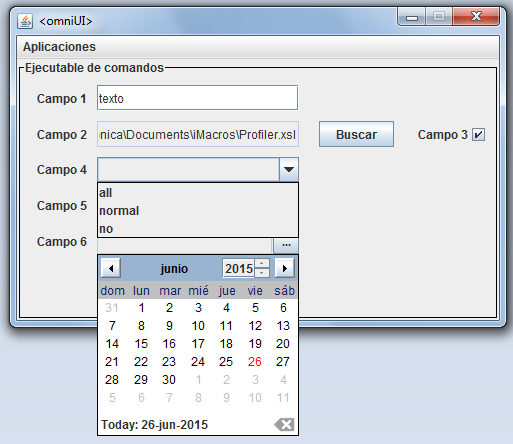 <omniUI>
Aplicaciones
Ejecutable de comandos
Campo 1 texto
Campo 2 nica\Documents\iMacros\Profiler.xsl Buscar Campo 3
Campo 4
all
Campo 5 normal
no
Campo 6 ...
junio 2015
dom lun mar mié jue vie sáb
31 1 2 3 4 5 6
7 8 9 10 11 12 13
14 15 16 17 18 19 20
21 22 23 24 25 26 27
28 29 30 1 2 3 4
5 6 7 8 9 10 11
Today: 26-jun-2015